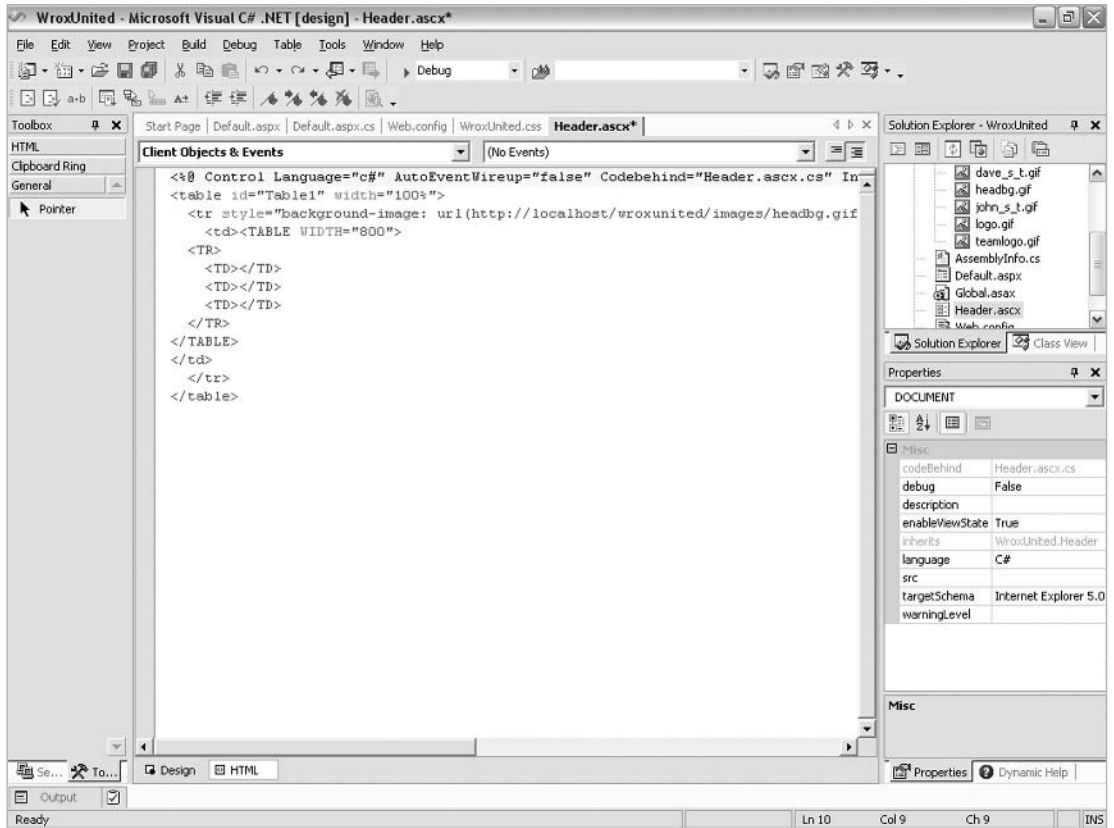 WroxUnited - Microsoft Visual C# .NET [design] - Header.ascx*
File Edit View Project Build Debug Table Tools Window Help
Debug
a+b
Toolbox
HTML
Clipboard Ring
General
Pointer
Start Page | Default.aspx | Default.aspx.cs | Web.config | WroxUnited.css Header.ascx*
Client Objects & Events (No Events)
<%@ Control Language="c#" AutoEventWireup="false" Codebehind="Header.ascx.cs" In
<table id="Table1" width="100%">
<tr style="background-image: url(http://localhost/wroxunited/images/headbg.gif
<td><TABLE WIDTH="800">
<TR>
<TD></TD>
<TD></TD>
<TD></TD>
</TR>
</TABLE>
</td>
</tr>
</table>
Design HTML
Solution Explorer - WroxUnited
dave_s_t.gif
headbg.gif
john_s_t.gif
logo.gif
teamlogo.gif
AssemblyInfo.cs
Default.aspx
Global.asax
Header.ascx
Web.config
Solution Explorer Class View
Properties
DOCUMENT
Misc
codeBehind Header.ascx.cs
debug False
description
enableViewState True
inherits WroxUnited.Header
language C#
src
targetSchema Internet Explorer 5.0
warningLevel
Misc
Properties Dynamic Help
Se... To...
Output
Ready Ln 10 Col 9 Ch 9 INS